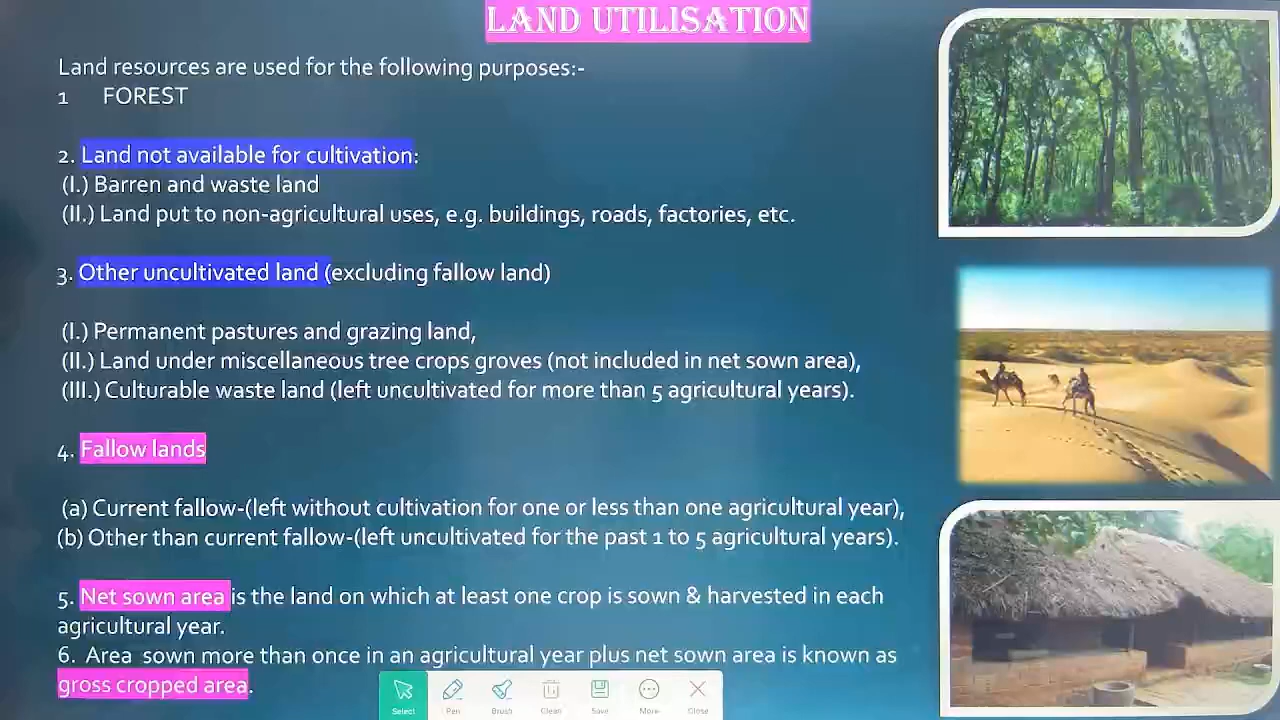 LAND UTILISATION
Land resources are used for the following purposes:-
1 FOREST
2. Land not available for cultivation:
(I.) Barren and waste land
(II.) Land put to non-agricultural uses, e.g. buildings, roads, factories, etc.
3. Other uncultivated land (excluding fallow land)
(I.) Permanent pastures and grazing land,
(II.) Land under miscellaneous tree crops groves (not included in net sown area),
(III.) Culturable waste land (left uncultivated for more than 5 agricultural years).
4. Fallow lands
(a) Current fallow-(left without cultivation for one or less than one agricultural year),
(b) Other than current fallow-(left uncultivated for the past 1 to 5 agricultural years).
5. Net sown area is the land on which at least one crop is sown & harvested in each
agricultural year.
6. Area sown more than once in an agricultural year plus net sown area is known as
gross cropped area.
Select Pen Brush Clean Save More Close